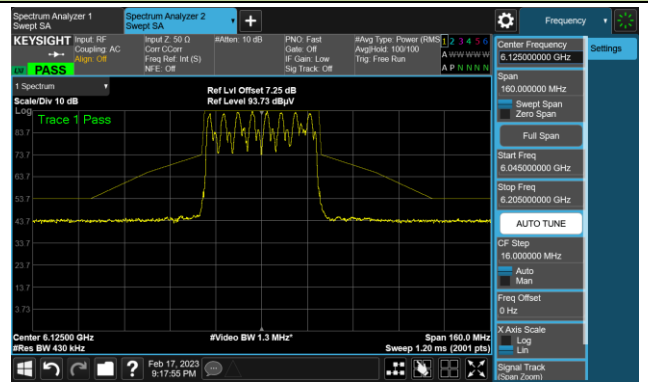 Spectrum Analyzer 1
Swept SA
Spectrum Analyzer 2
Swept SA
Frequency
KEYSIGHT
Input: RF
Coupling: AC
Align: Off
Input Z: 50 Ω
Corr CCorr
Freq Ref: Int (S)
NFE: Off
#Atten: 10 dB
PNO: Fast
Gate: Off
IF Gain: Low
Sig Track: Off
#Avg Type: Power (RMS
Avg|Hold: 100/100
Trig: Free Run
1 2 3 4 5 6
A W W W W W
A P N N N N
PASS
1 Spectrum
Scale/Div 10 dB
Ref Lvl Offset 7.25 dB
Ref Level 93.73 dBµV
Log
Trace 1 Pass
83.7
73.7
63.7
53.7
43.7
33.7
23.7
13.7
3.73
Center 6.12500 GHz
#Res BW 430 kHz
#Video BW 1.3 MHz*
Span 160.0 MHz
Sweep 1.20 ms (2001 pts)
Center Frequency
6.125000000 GHz
Settings
Span
160.000000 MHz
Swept Span
Zero Span
Full Span
Start Freq
6.045000000 GHz
Stop Freq
6.205000000 GHz
AUTO TUNE
CF Step
16.000000 MHz
Auto
Man
Freq Offset
0 Hz
X Axis Scale
Log
Lin
Signal Track
(Span Zoom)
?
Feb 17, 2023
9:17:55 PM